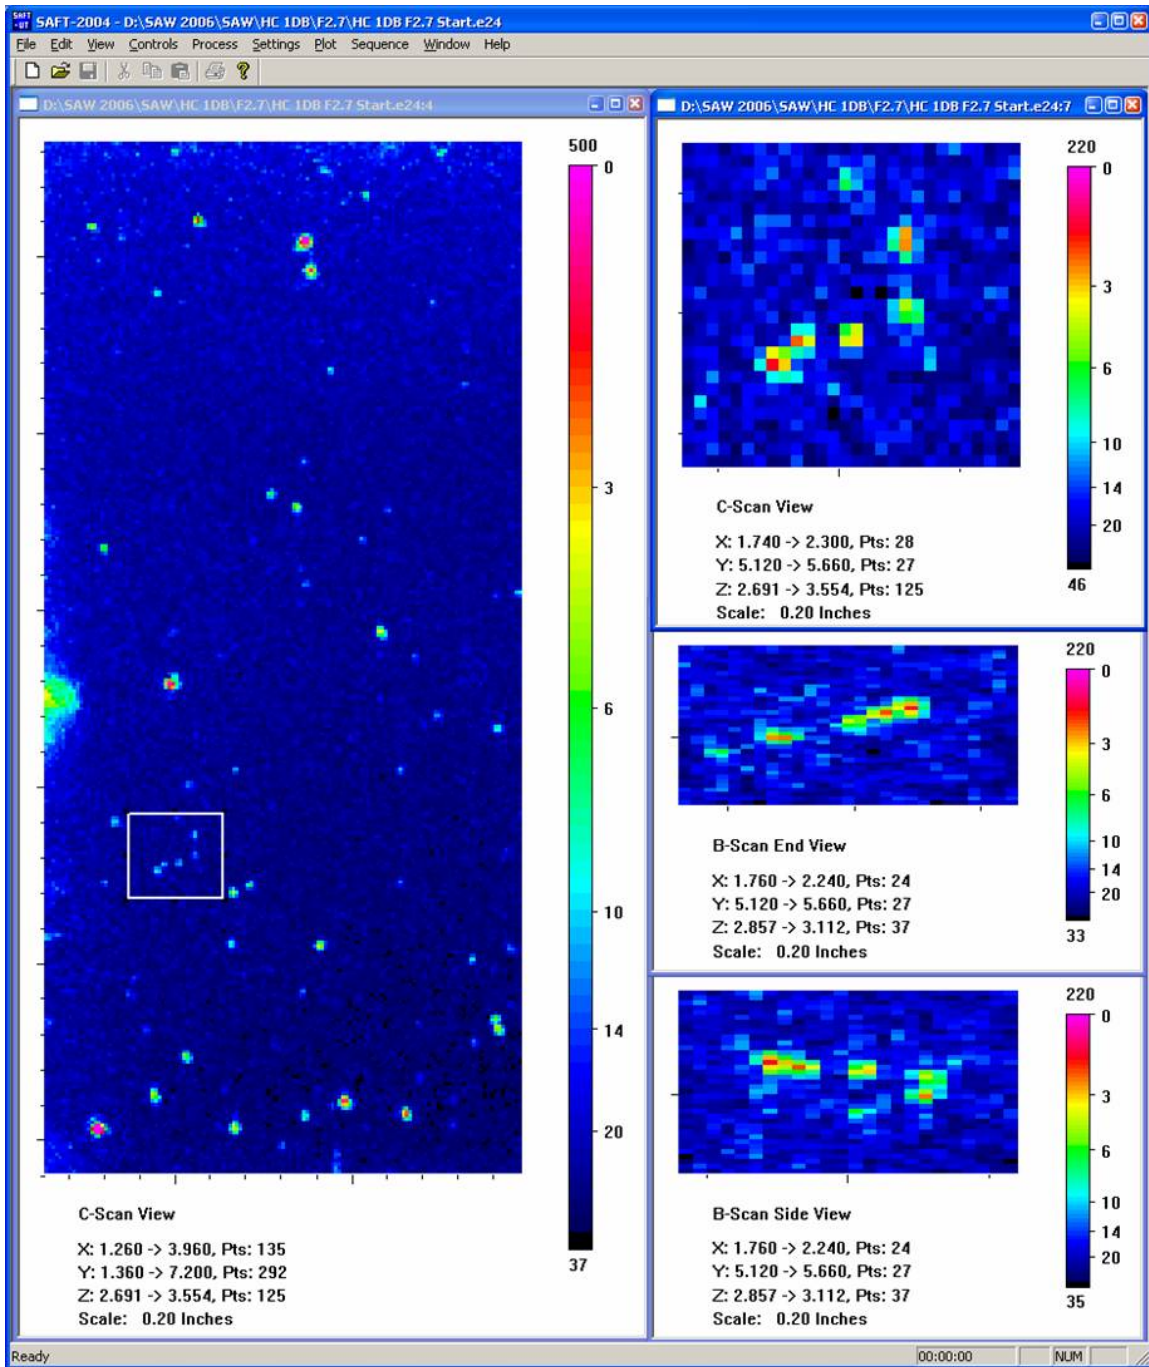 SAFT-2004 - D:\SAW 2006\SAW\HC 1DB\F2.7\HC 1DB F2.7 Start.e24
File Edit View Controls Process Settings Plot Sequence Window Help
D:\SAW 2006\SAW\HC 1DB\F2.7\HC 1DB F2.7 Start.e24:4
500
0
3
6
10
14
20
37
C-Scan View
X: 1.260 -> 3.960, Pts: 135
Y: 1.360 -> 7.200, Pts: 292
Z: 2.691 -> 3.554, Pts: 125
Scale: 0.20 Inches
D:\SAW 2006\SAW\HC 1DB\F2.7\HC 1DB F2.7 Start.e24:7
220
0
3
6
10
14
20
46
C-Scan View
X: 1.740 -> 2.300, Pts: 28
Y: 5.120 -> 5.660, Pts: 27
Z: 2.691 -> 3.554, Pts: 125
Scale: 0.20 Inches
220
0
3
6
10
14
20
33
B-Scan End View
X: 1.760 -> 2.240, Pts: 24
Y: 5.120 -> 5.660, Pts: 27
Z: 2.857 -> 3.112, Pts: 37
Scale: 0.20 Inches
220
0
3
6
10
14
20
35
B-Scan Side View
X: 1.760 -> 2.240, Pts: 24
Y: 5.120 -> 5.660, Pts: 27
Z: 2.857 -> 3.112, Pts: 37
Scale: 0.20 Inches
Ready
00:00:00
NUM